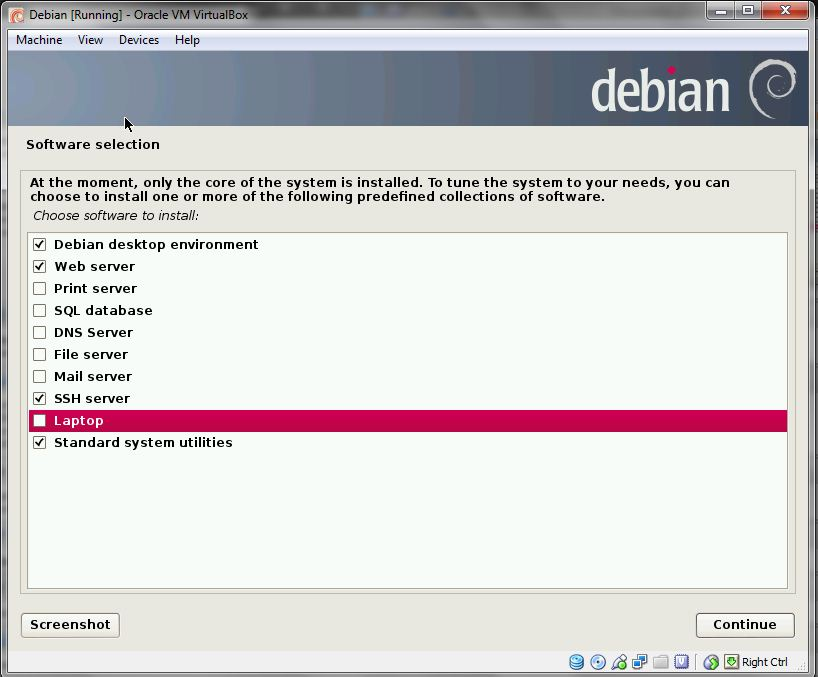 Debian [Running] - Oracle VM VirtualBox
Machine View Devices Help
debian
Software selection
At the moment, only the core of the system is installed. To tune the system to your needs, you can
choose to install one or more of the following predefined collections of software.
Choose software to install:
Debian desktop environment
Web server
Print server
SQL database
DNS Server
File server
Mail server
SSH server
Laptop
Standard system utilities
Screenshot
Continue
Right Ctrl